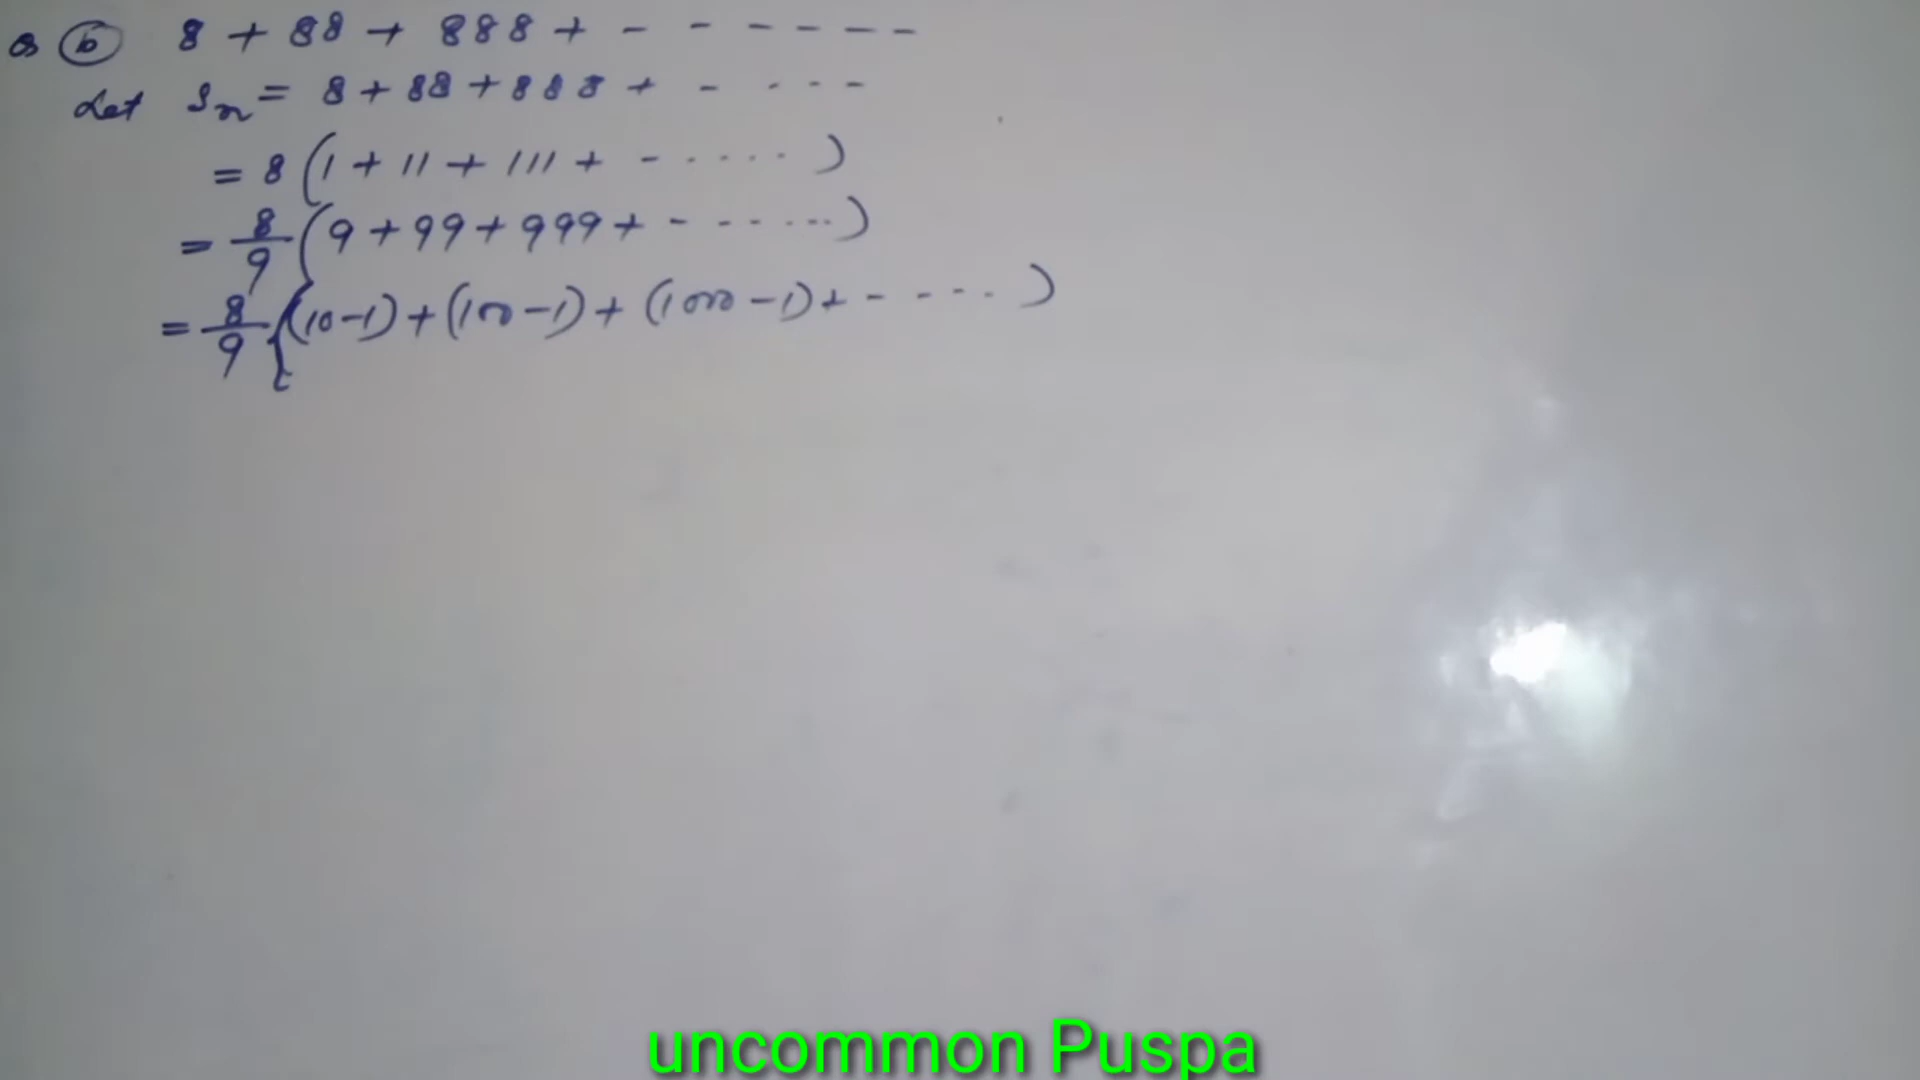 Q (b) 8 + 88 + 888 + - - - - - - -
Let Sn = 8 + 88 + 888 + - - - -
= 8 (1 + 11 + 111 + - . . . . . )
= 8/9 (9 + 99 + 999 + - - - . . . )
= 8/9 {(10-1) + (100-1) + (1000-1) + - - - . . )
uncommon Puspa